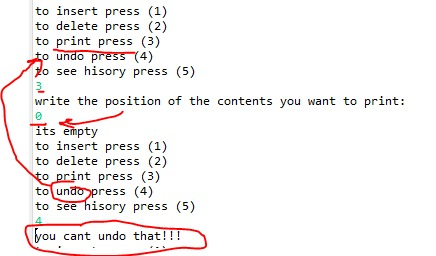 to insert press (1)
to delete press (2)
to print press (3)
to undo press (4)
to see hisory press (5)
3
write the position of the contents you want to print:
0
its empty
to insert press (1)
to delete press (2)
to print press (3)
to undo press (4)
to see hisory press (5)
4
you cant undo that!!!